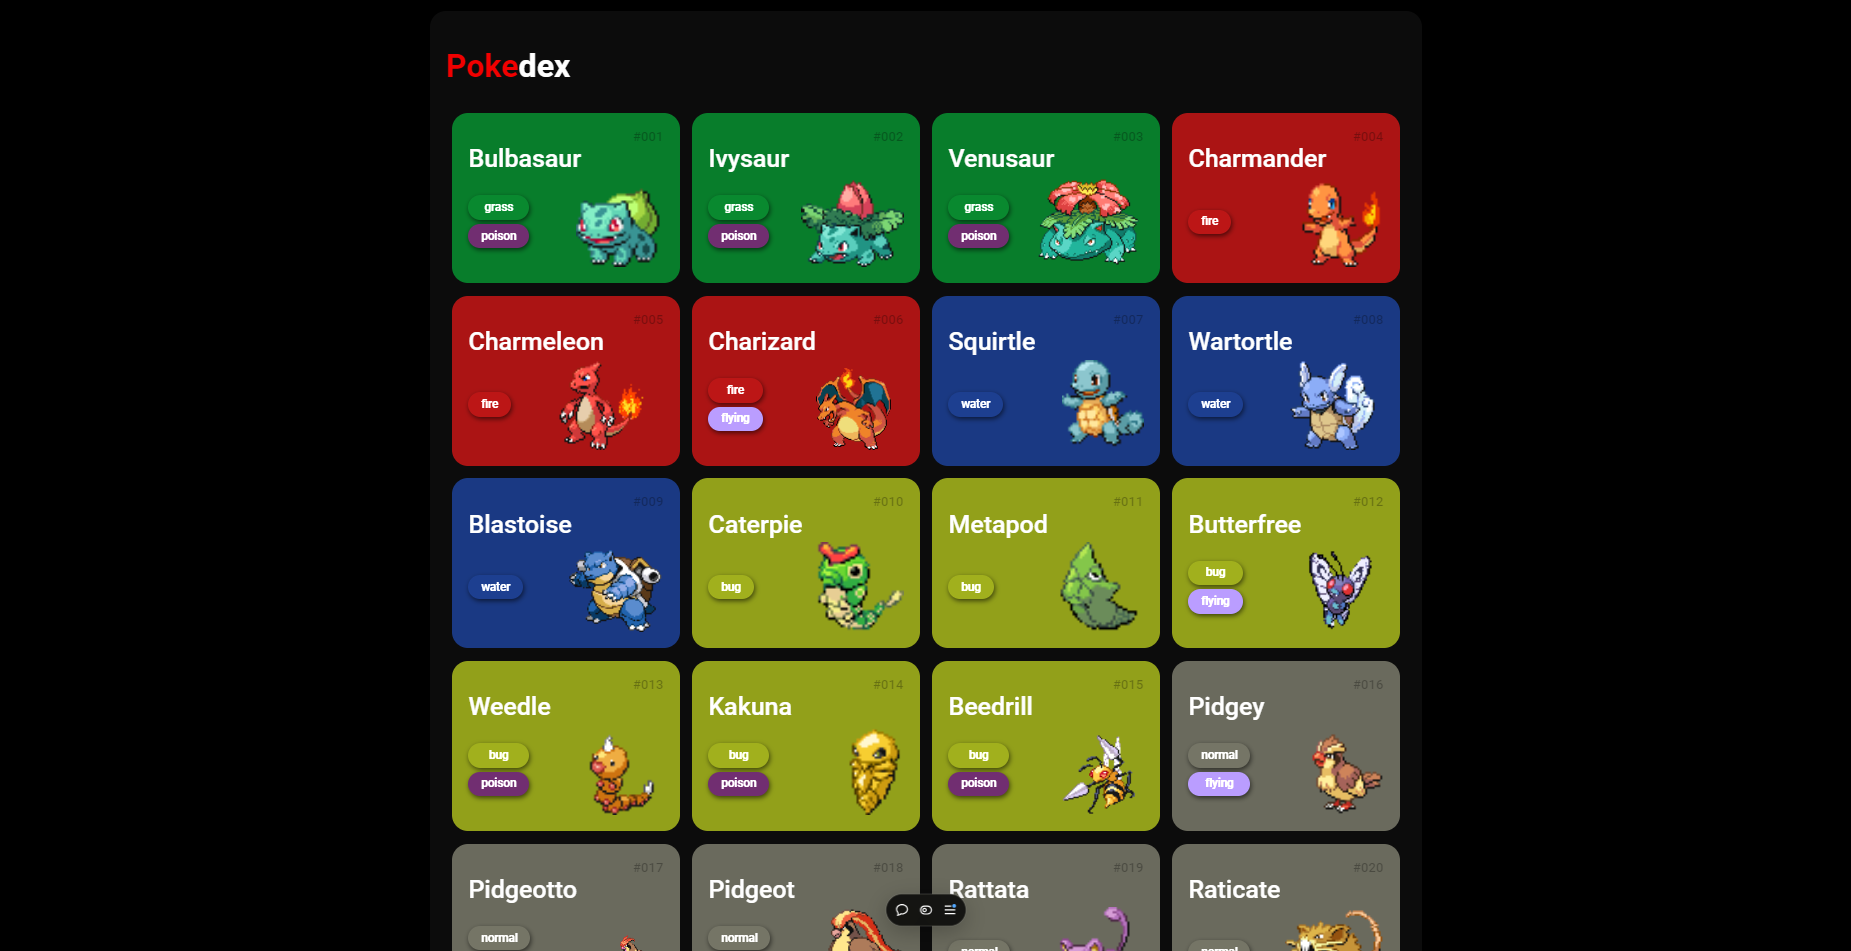 Pokedex
#001
Bulbasaur
grass
poison
#002
Ivysaur
grass
poison
#003
Venusaur
grass
poison
#004
Charmander
fire
#005
Charmeleon
fire
#006
Charizard
fire
flying
#007
Squirtle
water
#008
Wartortle
water
#009
Blastoise
water
#010
Caterpie
bug
#011
Metapod
bug
#012
Butterfree
bug
flying
#013
Weedle
bug
poison
#014
Kakuna
bug
poison
#015
Beedrill
bug
poison
#016
Pidgey
normal
flying
#017
Pidgeotto
normal
#018
Pidgeot
normal
#019
Rattata
normal
#020
Raticate
normal